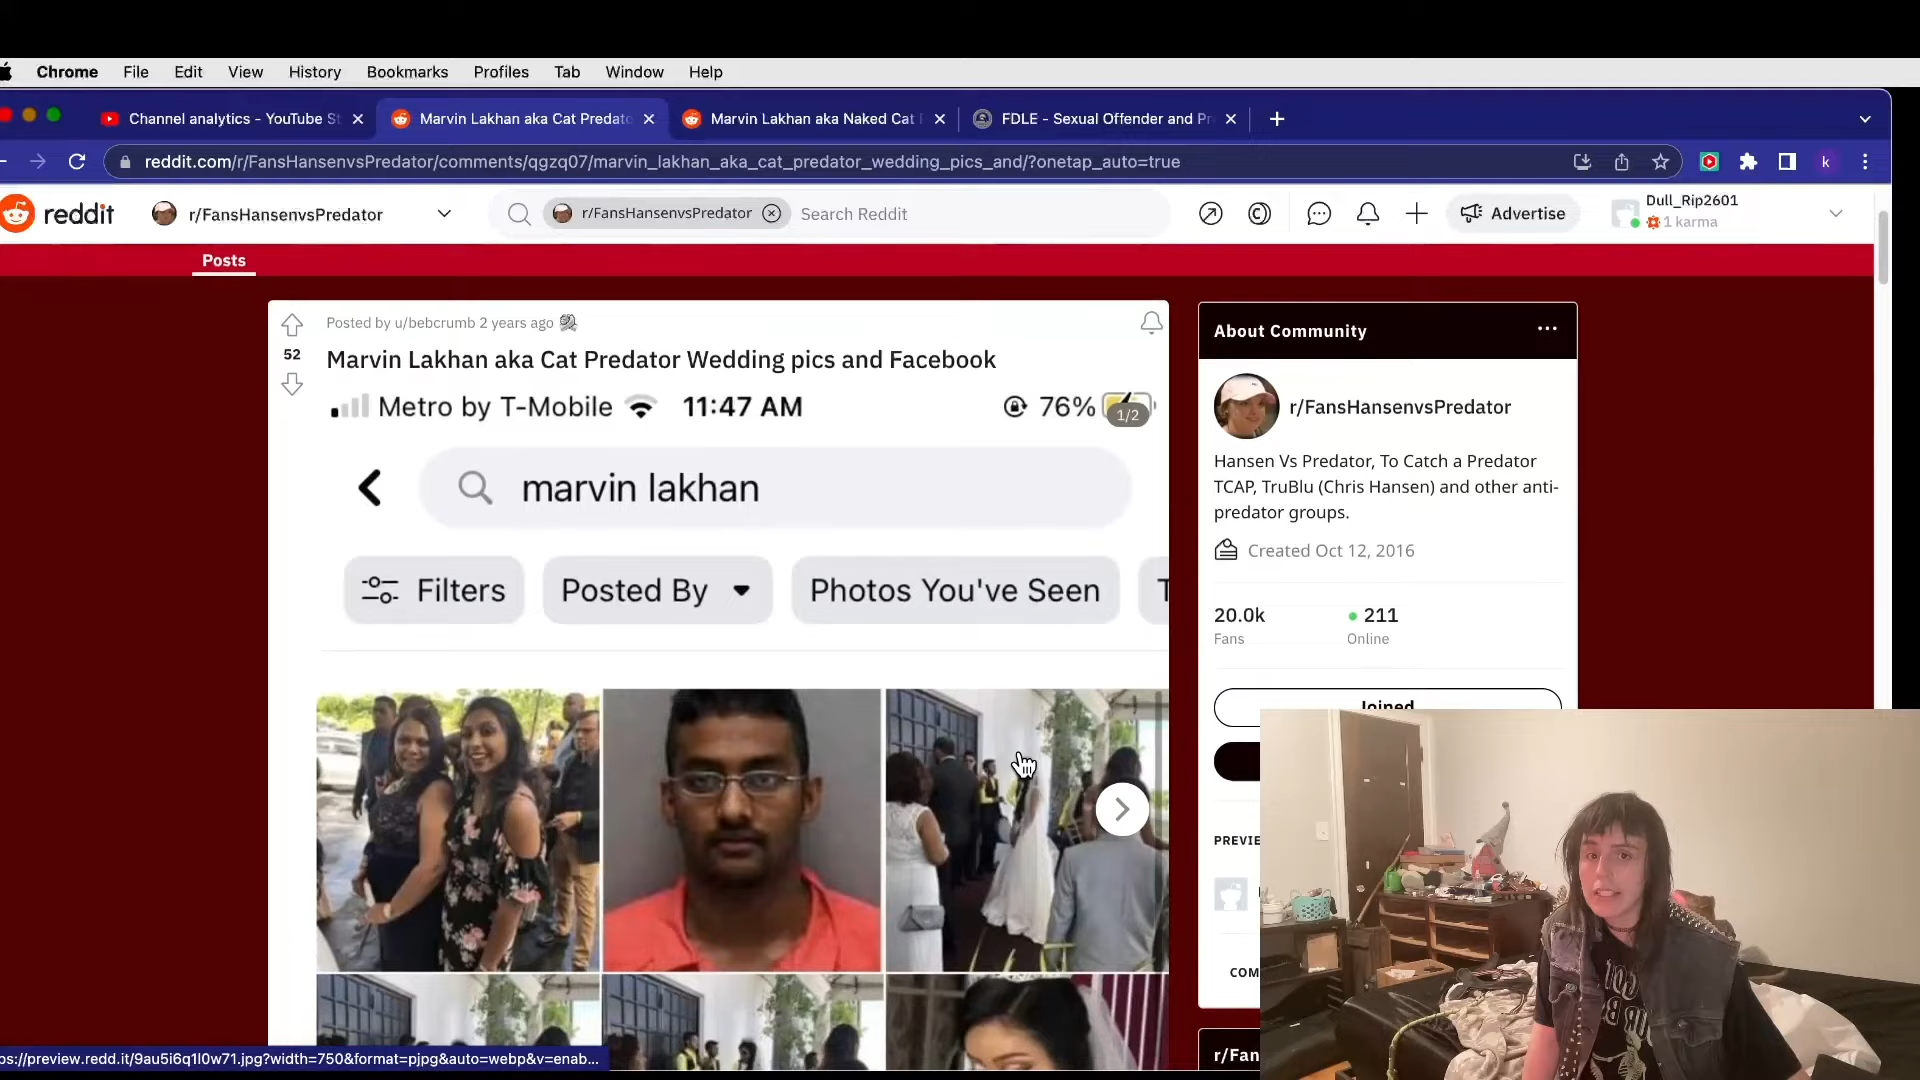 Chrome File Edit View History Bookmarks Profiles Tab Window Help
Channel analytics - YouTube St Marvin Lakhan aka Cat Predato Marvin Lakhan aka Naked Cat FDLE - Sexual Offender and Pr
reddit.com/r/FansHansenvsPredator/comments/qgzq07/marvin_lakhan_aka_cat_predator_wedding_pics_and/?onetap_auto=true k
reddit r/FansHansenvsPredator r/FansHansenvsPredator Search Reddit Advertise Dull_Rip2601
1 karma
Posts
Posted by u/bebcrumb 2 years ago
52
Marvin Lakhan aka Cat Predator Wedding pics and Facebook
Metro by T-Mobile 11:47 AM 76%
1/2
marvin lakhan
Filters Posted By Photos You've Seen T
About Community
r/FansHansenvsPredator
Hansen Vs Predator, To Catch a Predator
TCAP, TruBlu (Chris Hansen) and other anti-
predator groups.
Created Oct 12, 2016
20.0k 211
Fans Online
Joined
PREVIE
COM
r/Fan
ps://preview.redd.it/9au5i6q1l0w71.jpg?width=750&format=pjpg&auto=webp&v=enab...